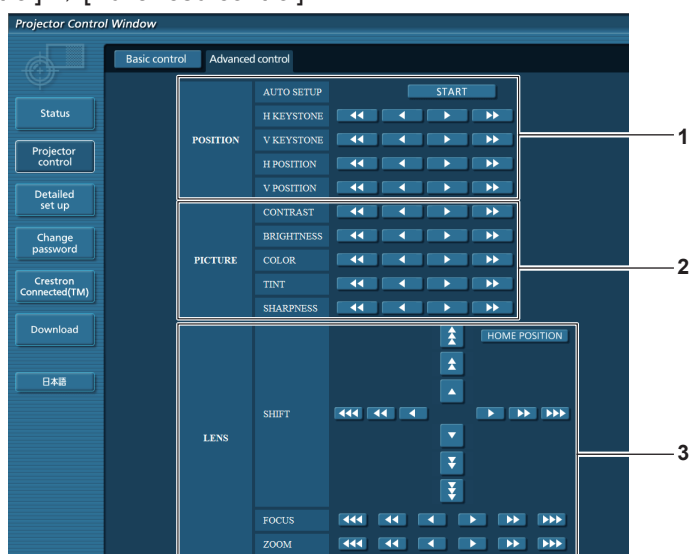 Projector Control Window
Basic control
Advanced control
Status
Projector
control
Detailed
set up
Change
password
Crestron
Connected(TM)
Download
日本語
POSITION
AUTO SETUP
START
H KEYSTONE
V KEYSTONE
H POSITION
V POSITION
1
PICTURE
CONTRAST
BRIGHTNESS
COLOR
TINT
SHARPNESS
2
LENS
SHIFT
HOME POSITION
FOCUS
ZOOM
3